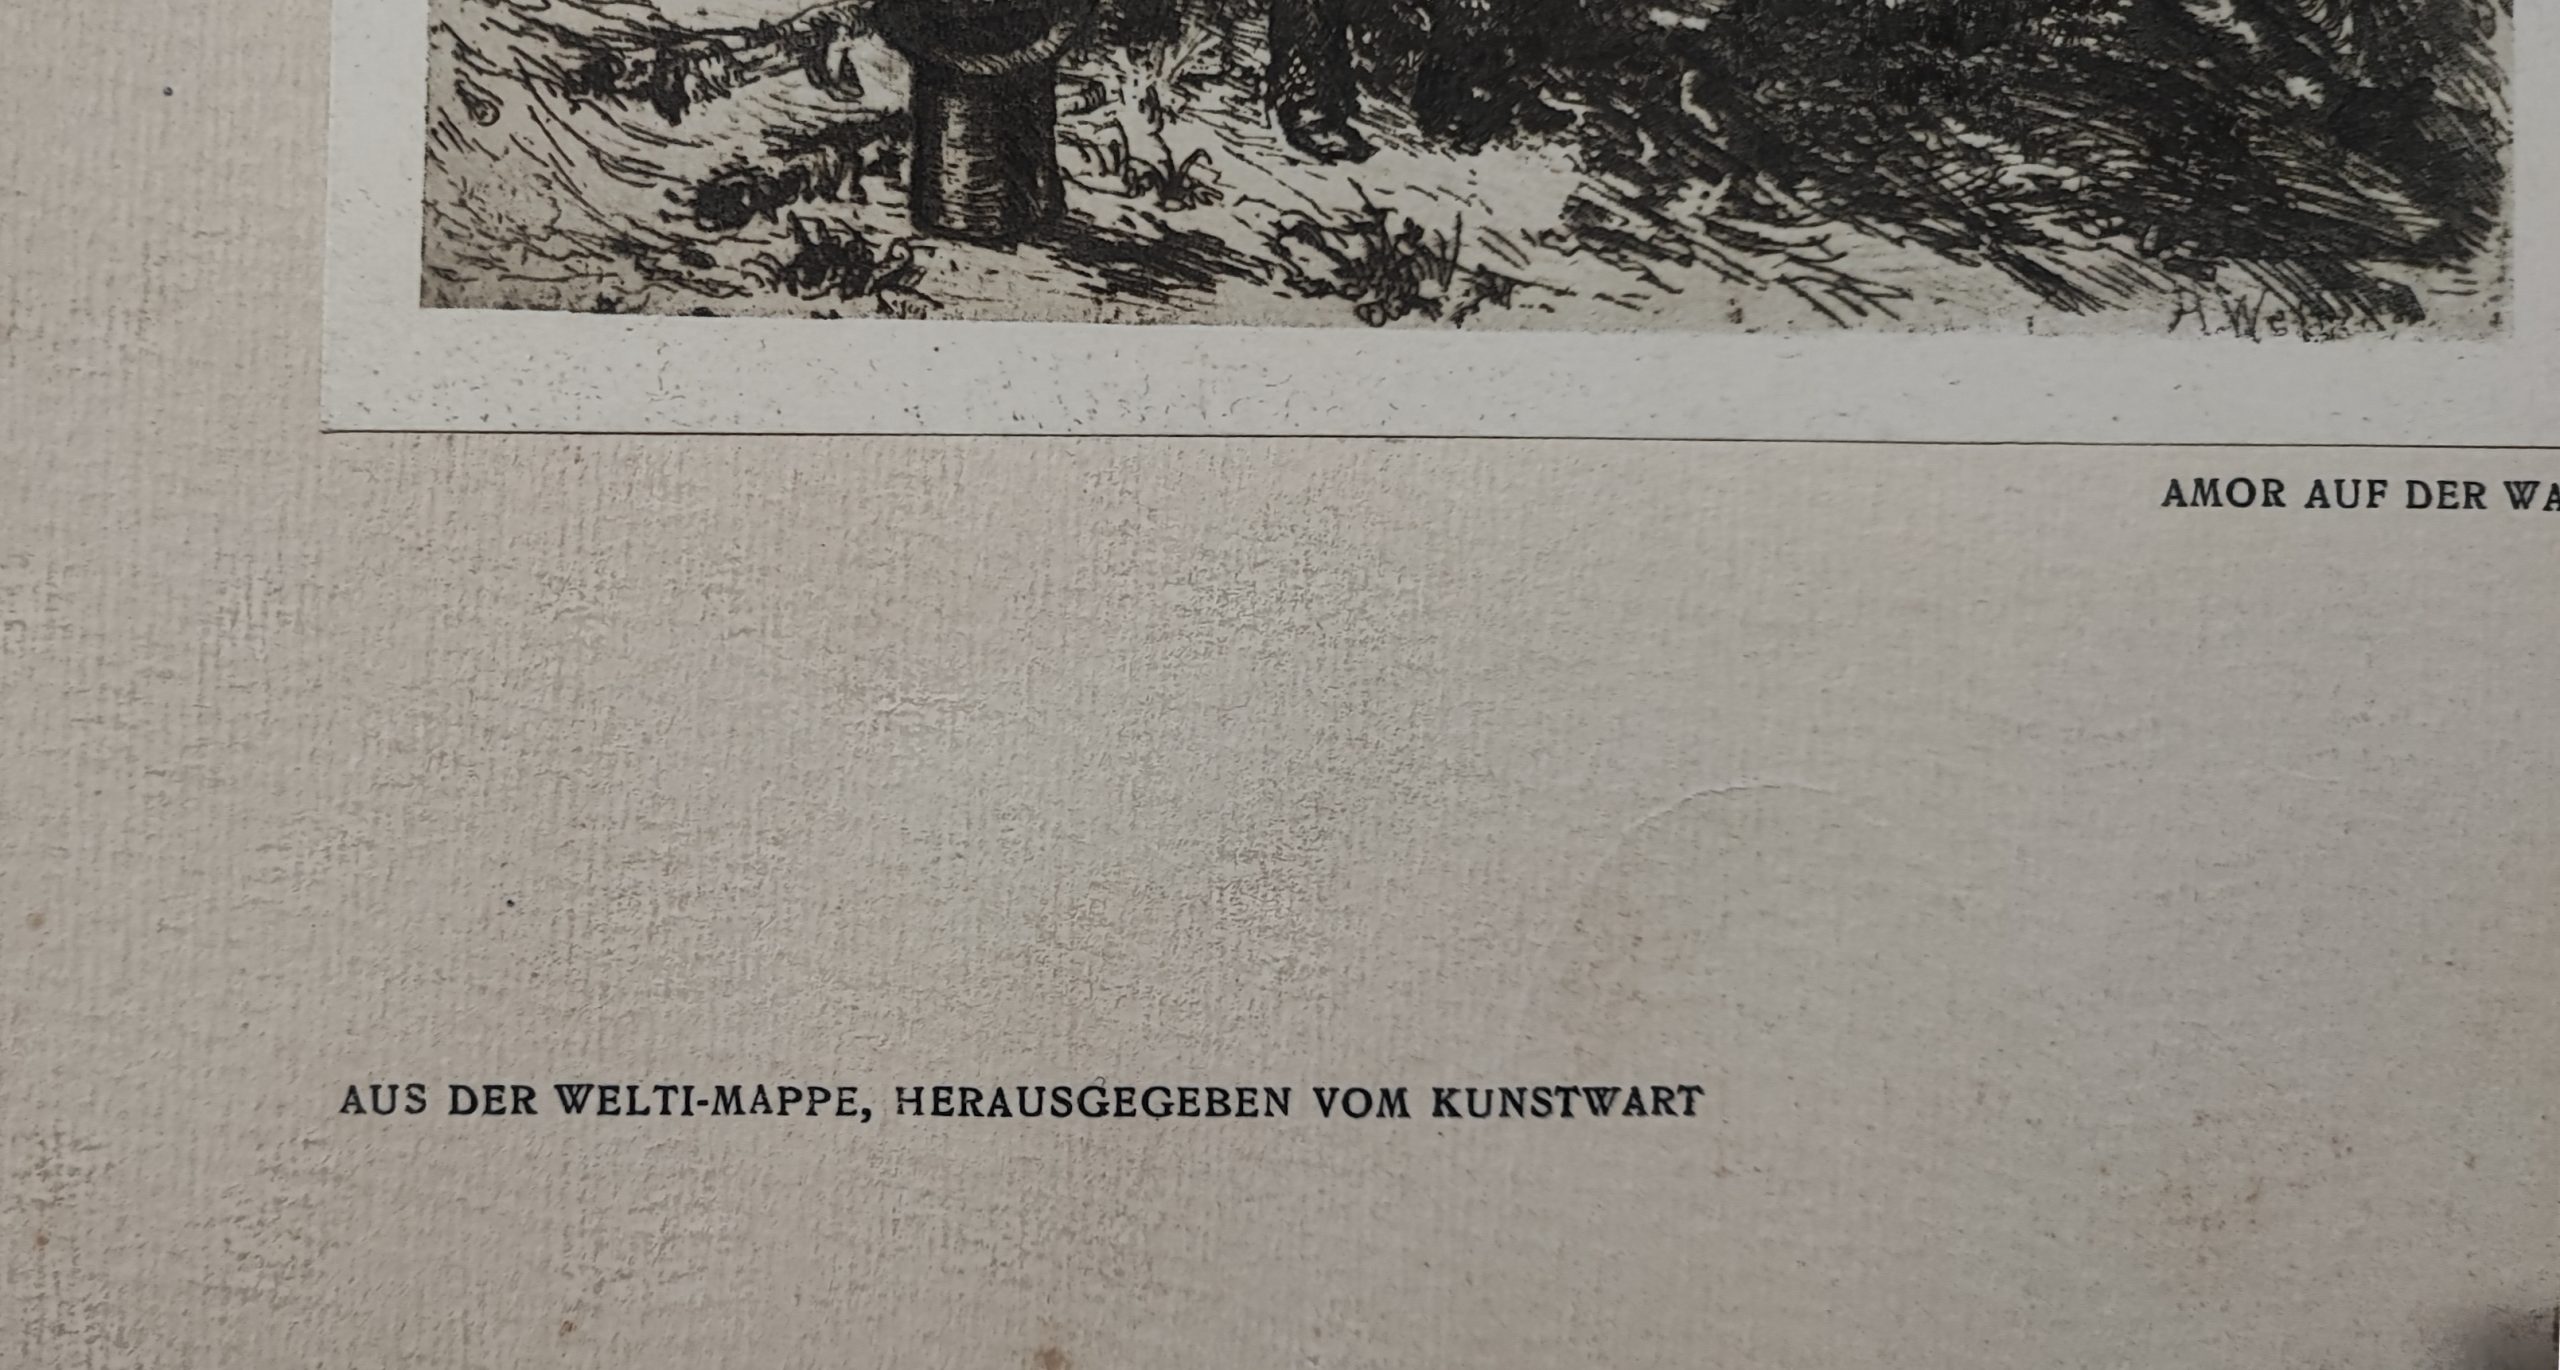 AMOR AUF DER WA
AUS DER WELTI-MAPPE, HERAUSGEGEBEN VOM KUNSTWART